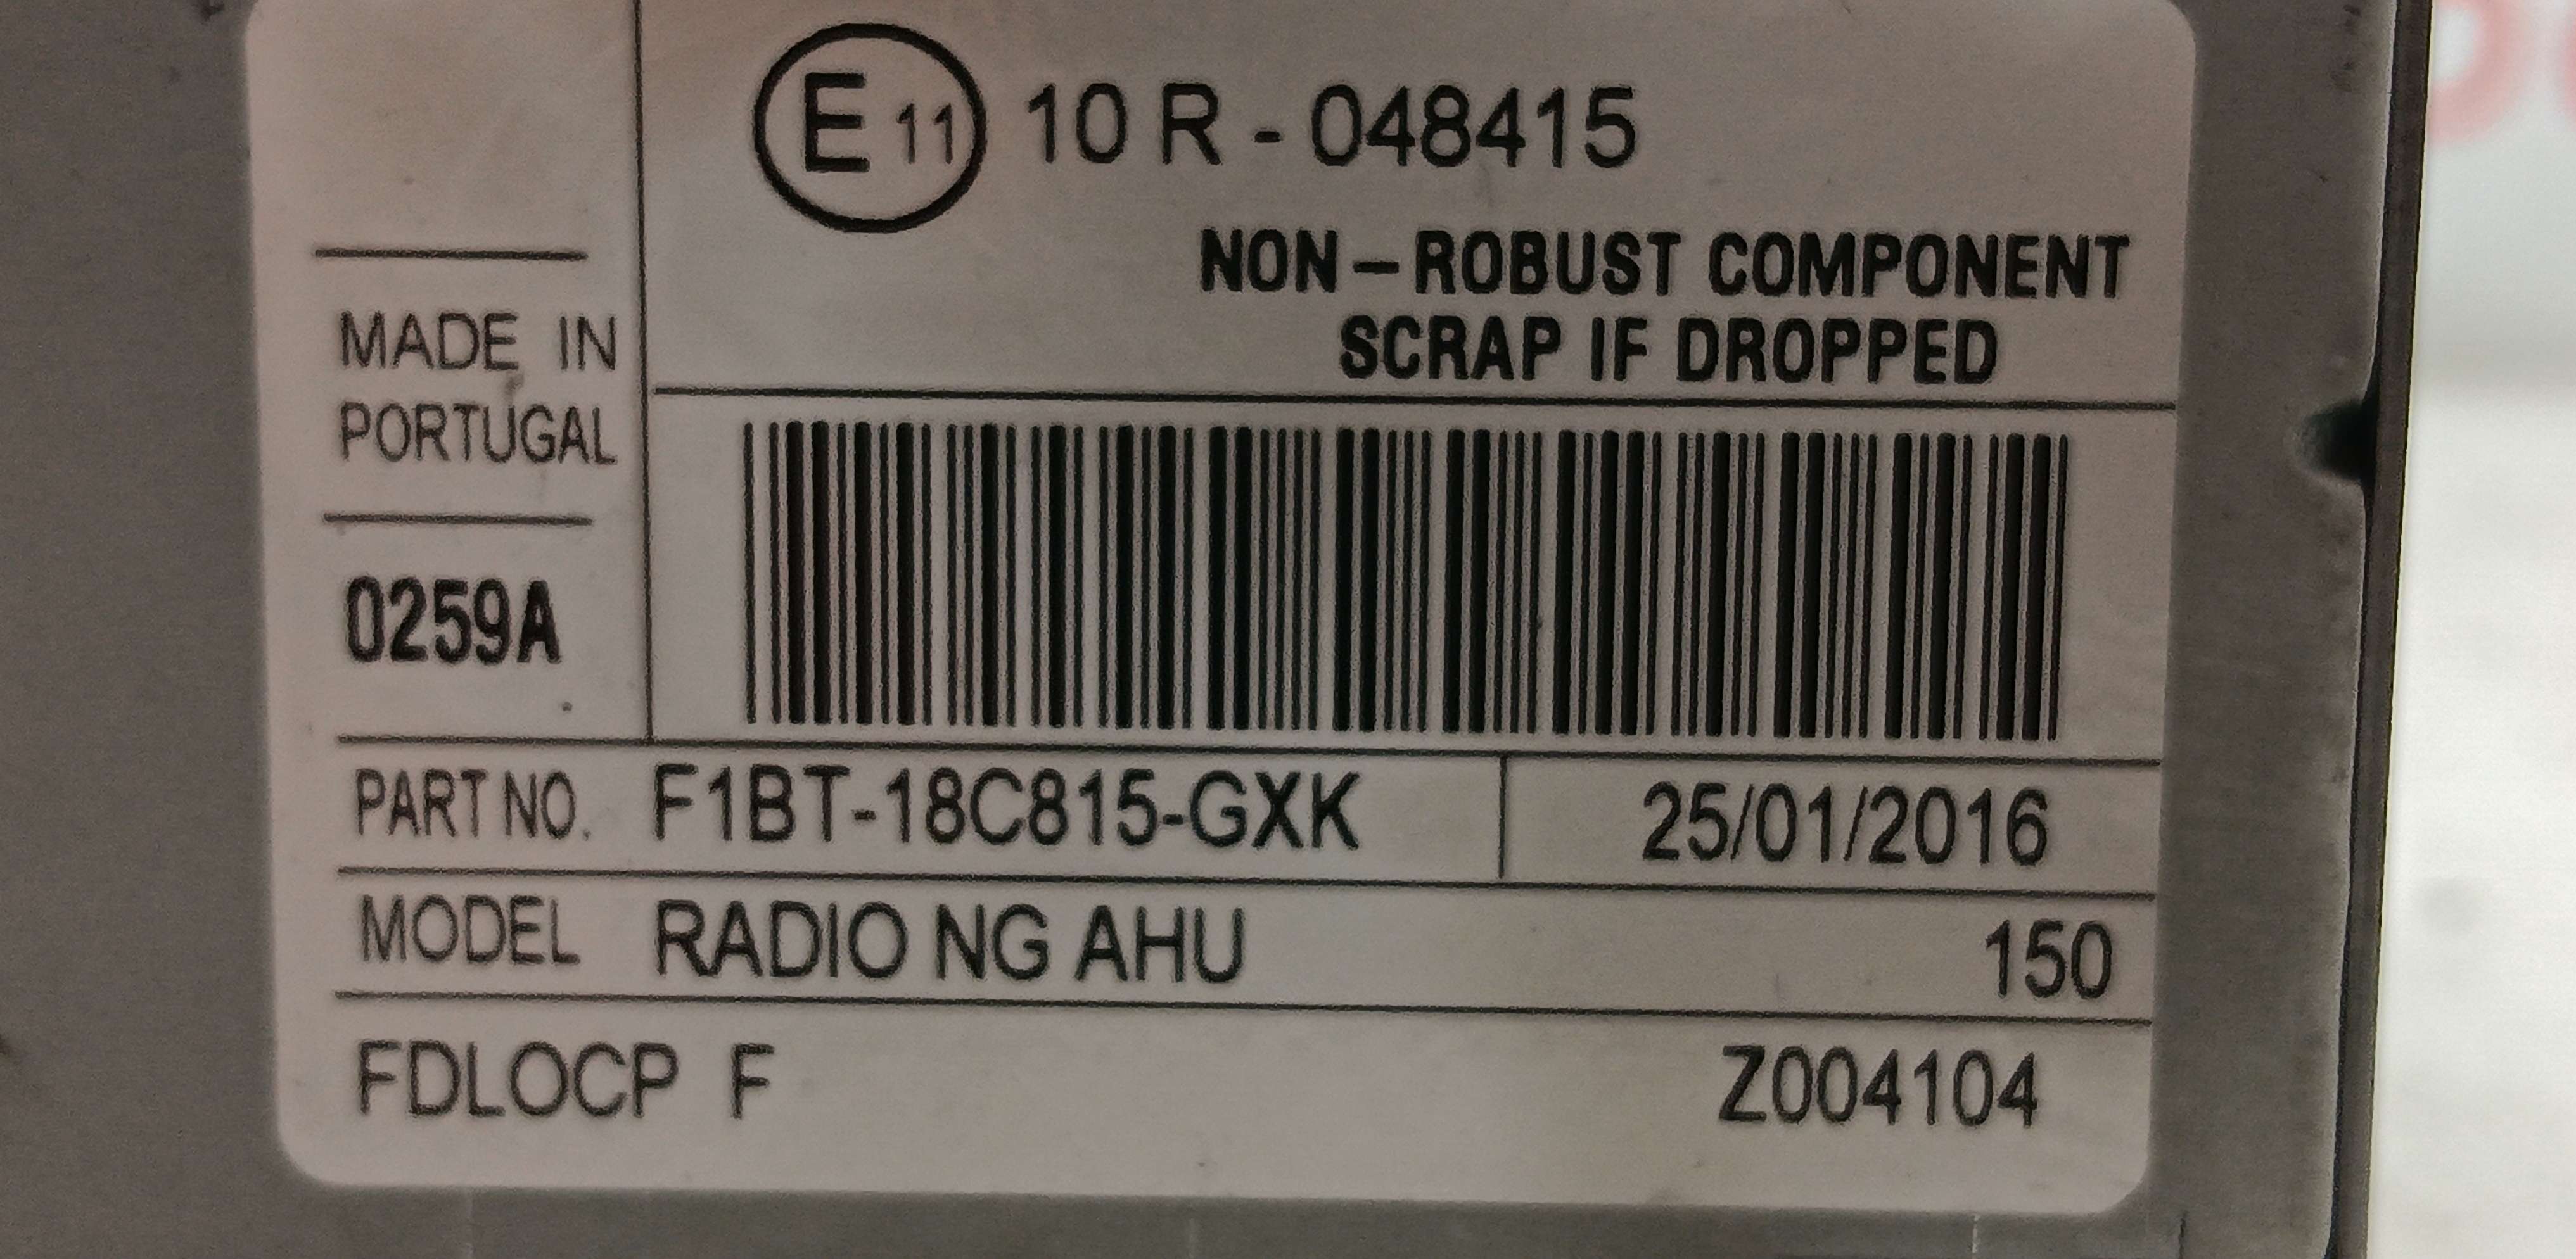 E 11 10 R - 048415
NON-ROBUST COMPONENT
SCRAP IF DROPPED
MADE IN
PORTUGAL
0259A
PART NO. F1BT-18C815-GXK 25/01/2016
MODEL RADIO NG AHU 150
FDLOCP F Z004104